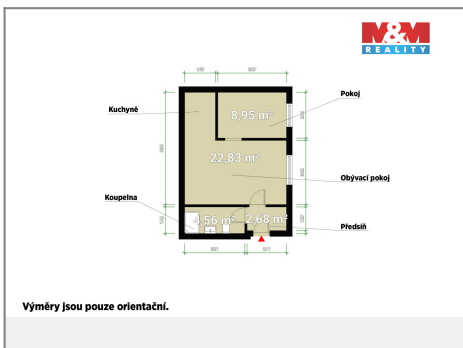 M&M
REALITY
Pokoj
Kuchyně
8,95 m²
22,83 m²
Obývací pokoj
Koupelna
4,56 m²
2,68 m²
Předsíň
Výměry jsou pouze orientační.